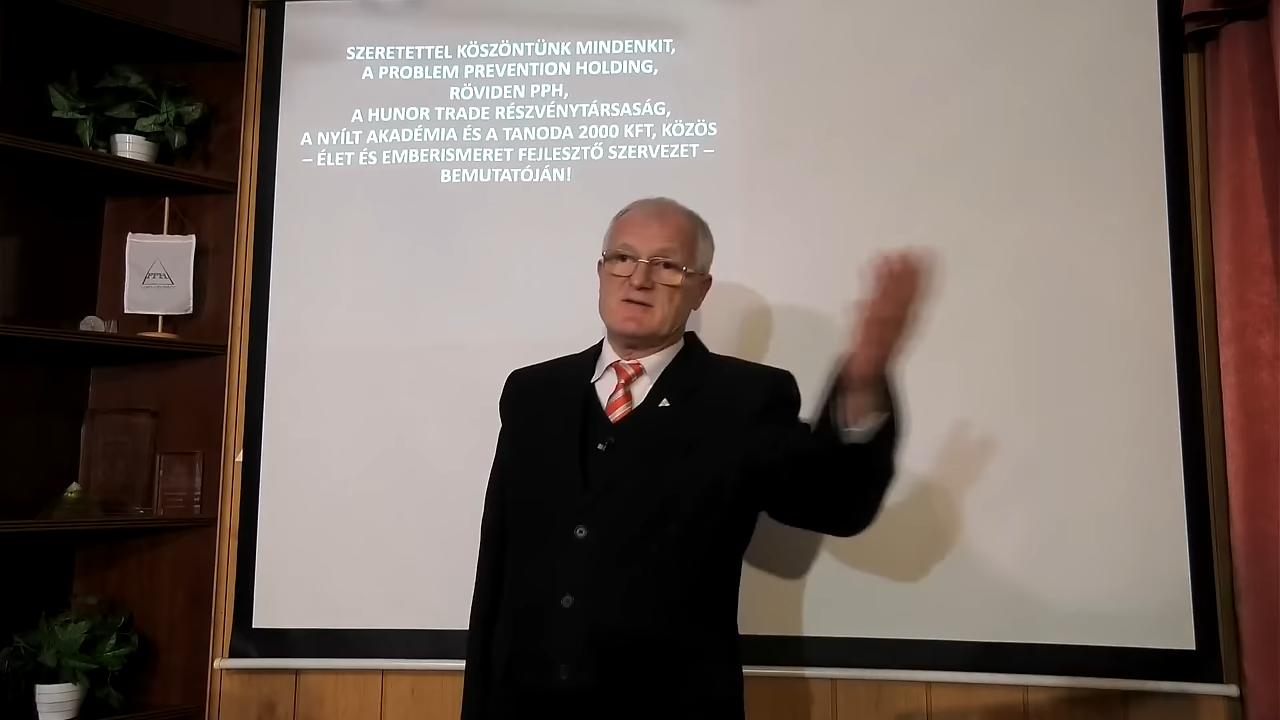 SZERETETTEL KÖSZÖNTÜNK MINDENKIT,
A PROBLEM PREVENTION HOLDING,
RÖVIDEN PPH,
A HUNOR TRADE RÉSZVÉNYTÁRSASÁG,
A NYÍLT AKADÉMIA ÉS A TANODA 2000 KFT, KÖZÖS
– ÉLET ÉS EMBERISMERET FEJLESZTŐ SZERVEZET –
BEMUTATÓJÁN!
PPH